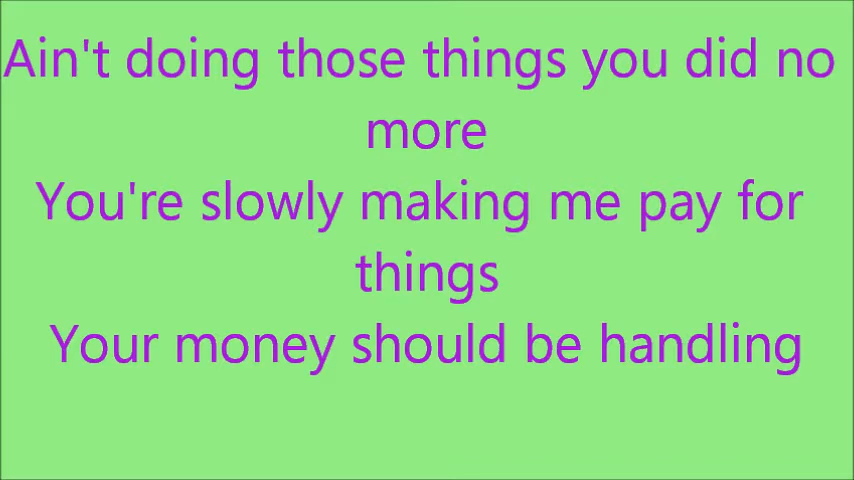 Ain't doing those things you did no
more
You're slowly making me pay for
things
Your money should be handling